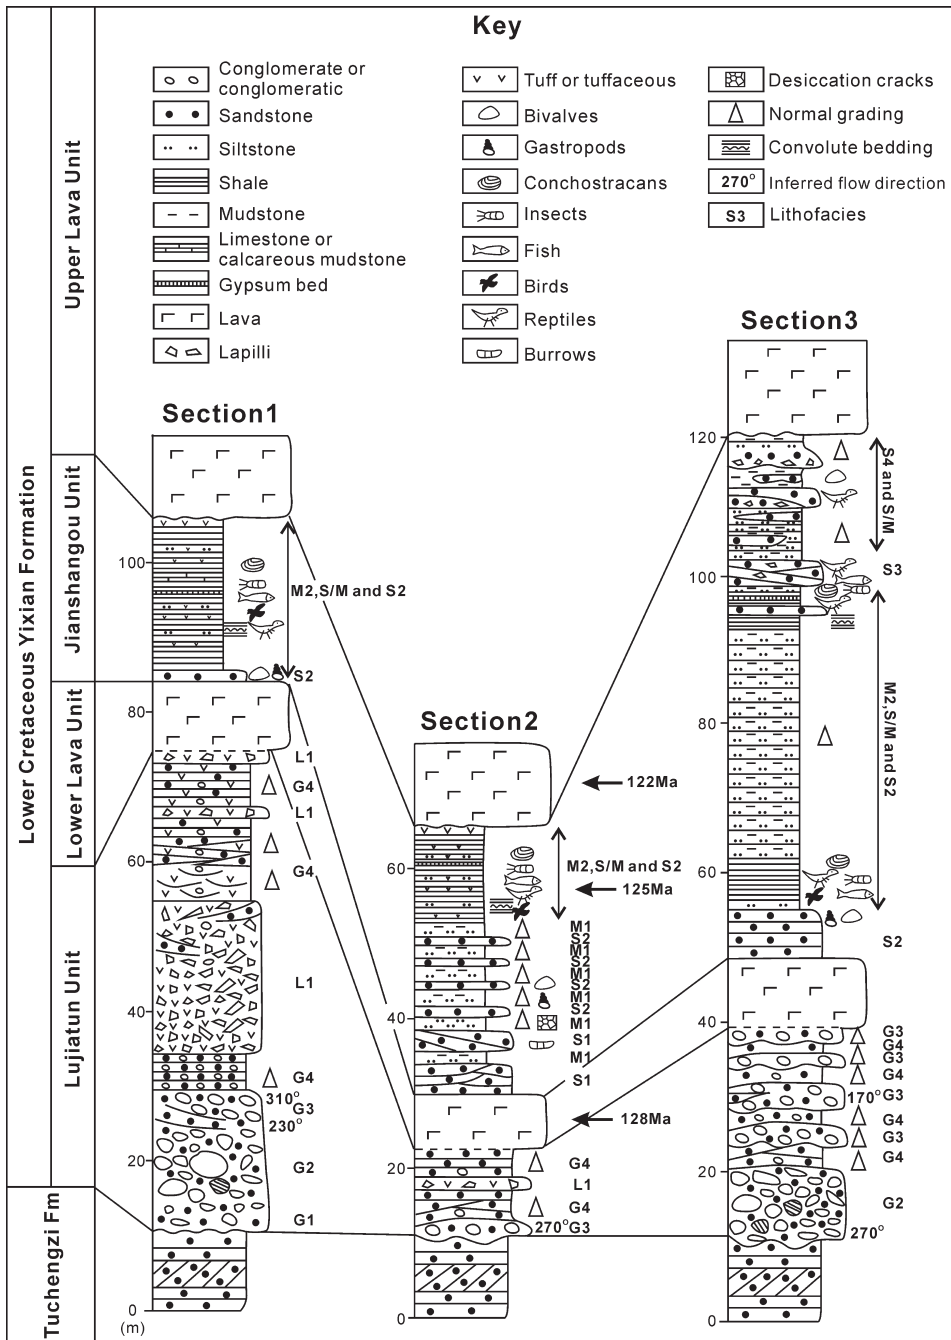 Key
Conglomerate or
conglomeratic
Sandstone
Siltstone
Shale
Mudstone
Limestone or
calcareous mudstone
Gypsum bed
Lava
Lapilli
Tuff or tuffaceous
Bivalves
Gastropods
Conchostracans
Insects
Fish
Birds
Reptiles
Burrows
Desiccation cracks
Normal grading
Convolute bedding
270° Inferred flow direction
S3 Lithofacies
Lower Cretaceous Yixian Formation
Upper Lava Unit
Jianshangou Unit
Lower Lava Unit
Lujiatun Unit
Tuchengzi Fm
Section1
100
80
60
40
20
0
(m)
M2,S/M and S2
S2
L1
G4
L1
G4
L1
G4
310°
G3
230°
G2
G1
Section2
60
40
20
0
122Ma
M2,S/M and S2
125Ma
M1
S2
M1
S2
M1
S2
M1
S2
M1
S1
M1
S1
128Ma
G4
L1
G4
270°G3
Section3
120
100
80
60
40
20
0
S4 and S/M
S3
M2,S/M and S2
S2
G3
G4
G3
G4
170°G3
G4
G3
G4
G2
270°